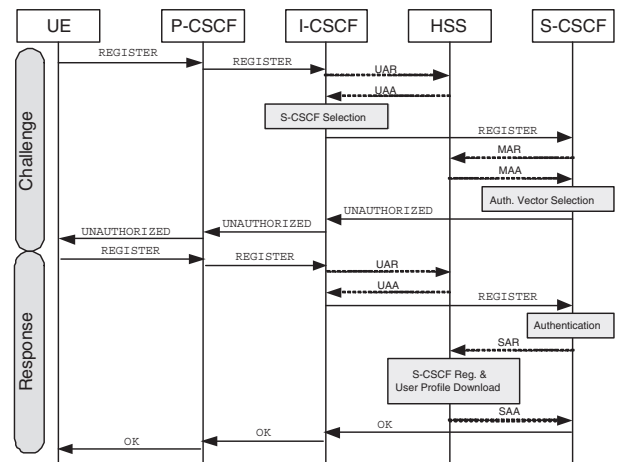 UE P-CSCF I-CSCF HSS S-CSCF
REGISTER
REGISTER
UAR
UAA
S-CSCF Selection
REGISTER
MAR
MAA
Auth. Vector Selection
UNAUTHORIZED
UNAUTHORIZED
UNAUTHORIZED
Challenge
REGISTER
REGISTER
UAR
UAA
REGISTER
Authentication
SAR
S-CSCF Reg. &
User Profile Download
SAA
OK
OK
OK
Response